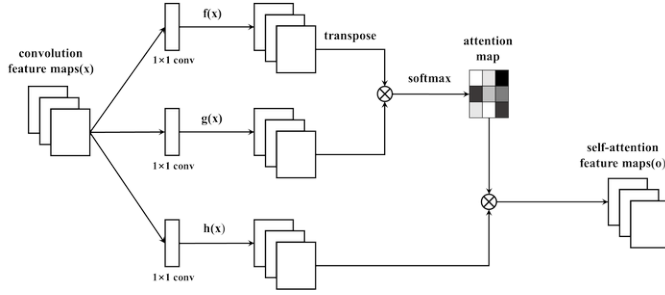 f(x)
transpose
convolution
feature maps(x)
1×1 conv
attention
map
softmax
g(x)
1×1 conv
self-attention
feature maps(o)
h(x)
1×1 conv